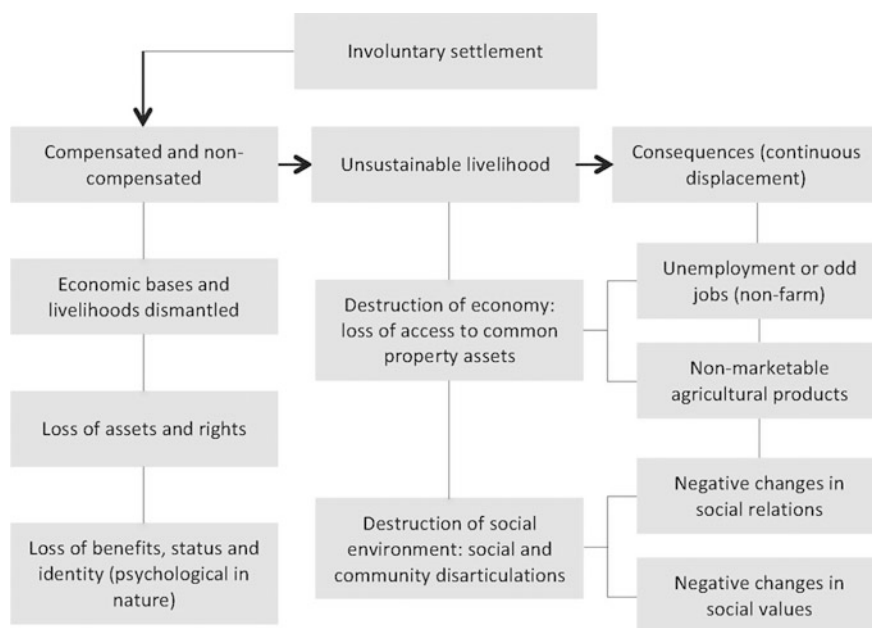 Involuntary settlement
Compensated and non-
compensated
Unsustainable livelihood
Consequences (continuous
displacement)
Economic bases and
livelihoods dismantled
Destruction of economy:
loss of access to common
property assets
Unemployment or odd
jobs (non-farm)
Non-marketable
agricultural products
Loss of assets and rights
Negative changes in
social relations
Loss of benefits, status and
identity (psychological in
nature)
Destruction of social
environment: social and
community disarticulations
Negative changes in
social values